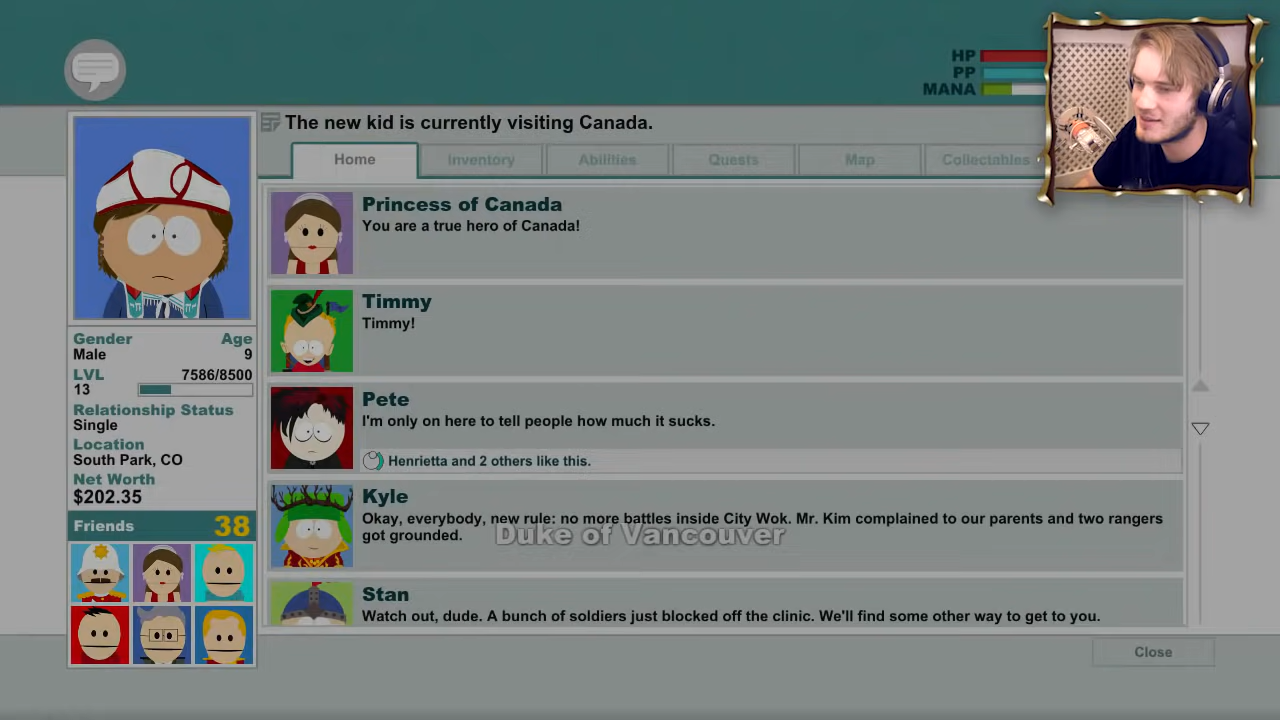 HP
PP
MANA
The new kid is currently visiting Canada.
Home
Inventory
Abilities
Quests
Map
Collectables
Princess of Canada
You are a true hero of Canada!
Timmy
Timmy!
Gender
Age
Male
9
LVL
7586/8500
13
Relationship Status
Single
Location
South Park, CO
Net Worth
$202.35
Friends
38
Pete
I'm only on here to tell people how much it sucks.
Henrietta and 2 others like this.
Kyle
Okay, everybody, new rule: no more battles inside City Wok. Mr. Kim complained to our parents and two rangers
got grounded.
Duke of Vancouver
Stan
Watch out, dude. A bunch of soldiers just blocked off the clinic. We'll find some other way to get to you.
Close